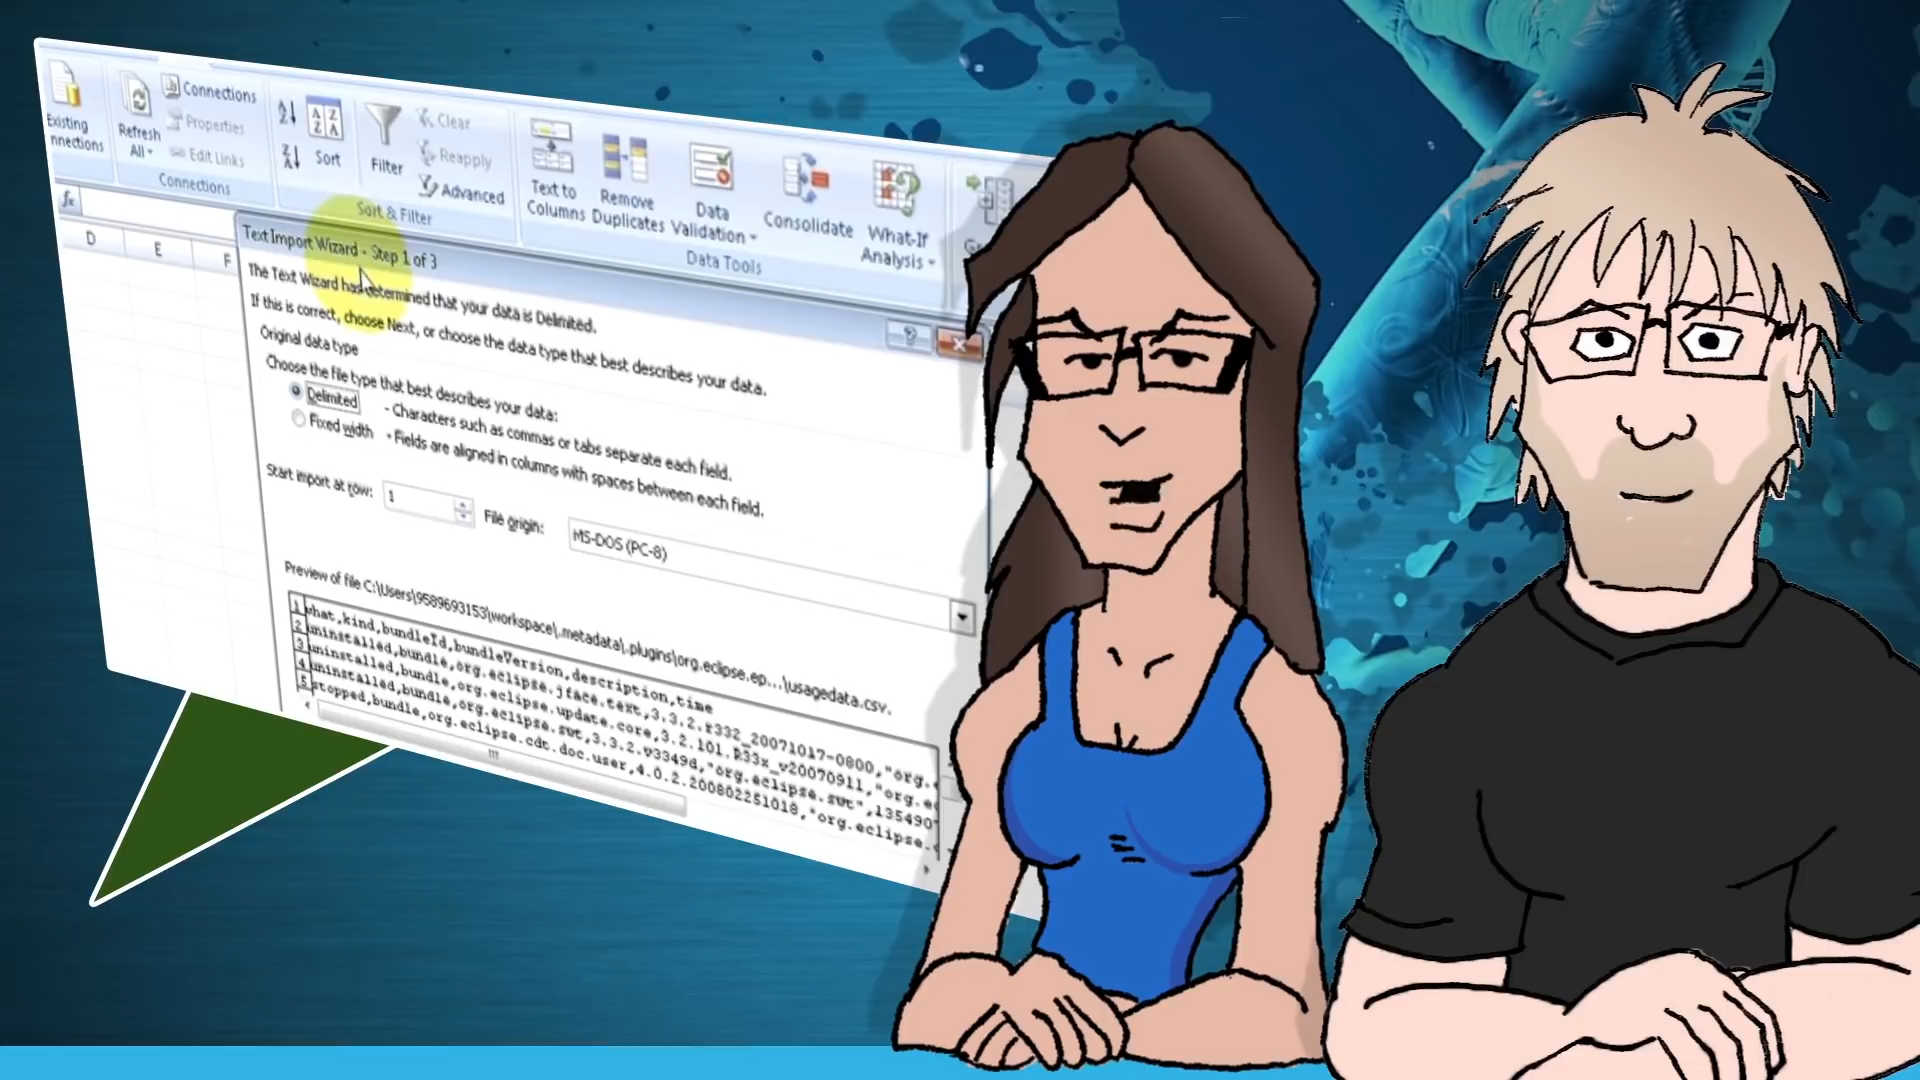 Existing
nnections
Refresh
All
Connections
Properties
Edit Links
Connections
Sort
Filter
Clear
Reapply
Advanced
Sort & Filter
Text to
Columns
Remove
Duplicates
Data
Validation
Consolidate
What-If
Analysis
Data Tools
fx
D E F
Text Import Wizard - Step 1 of 3
The Text Wizard has determined that your data is Delimited.
If this is correct, choose Next, or choose the data type that best describes your data.
Original data type
Choose the file type that best describes your data:
Delimited - Characters such as commas or tabs separate each field.
Fixed width - Fields are aligned in columns with spaces between each field.
Start import at row: 1 File origin: MS-DOS (PC-8)
Preview of file C:\Users\9589693153\workspace\.metadata\.plugins\org.eclipse.ep...\usagedata.csv.
1 what,kind,bundleId,bundleVersion,description,time
2 uninstalled,bundle,org.eclipse.jface.text,3.3.2.r332_20071017-0800,"org.e
3 uninstalled,bundle,org.eclipse.update.core,3.2.101.R33x_v20070911,"org.ec
4 uninstalled,bundle,org.eclipse.swt,3.3.2.v3349d,"org.eclipse.swt",135490
5 stopped,bundle,org.eclipse.cdt.doc.user,4.0.2.200802251018,"org.eclipse.